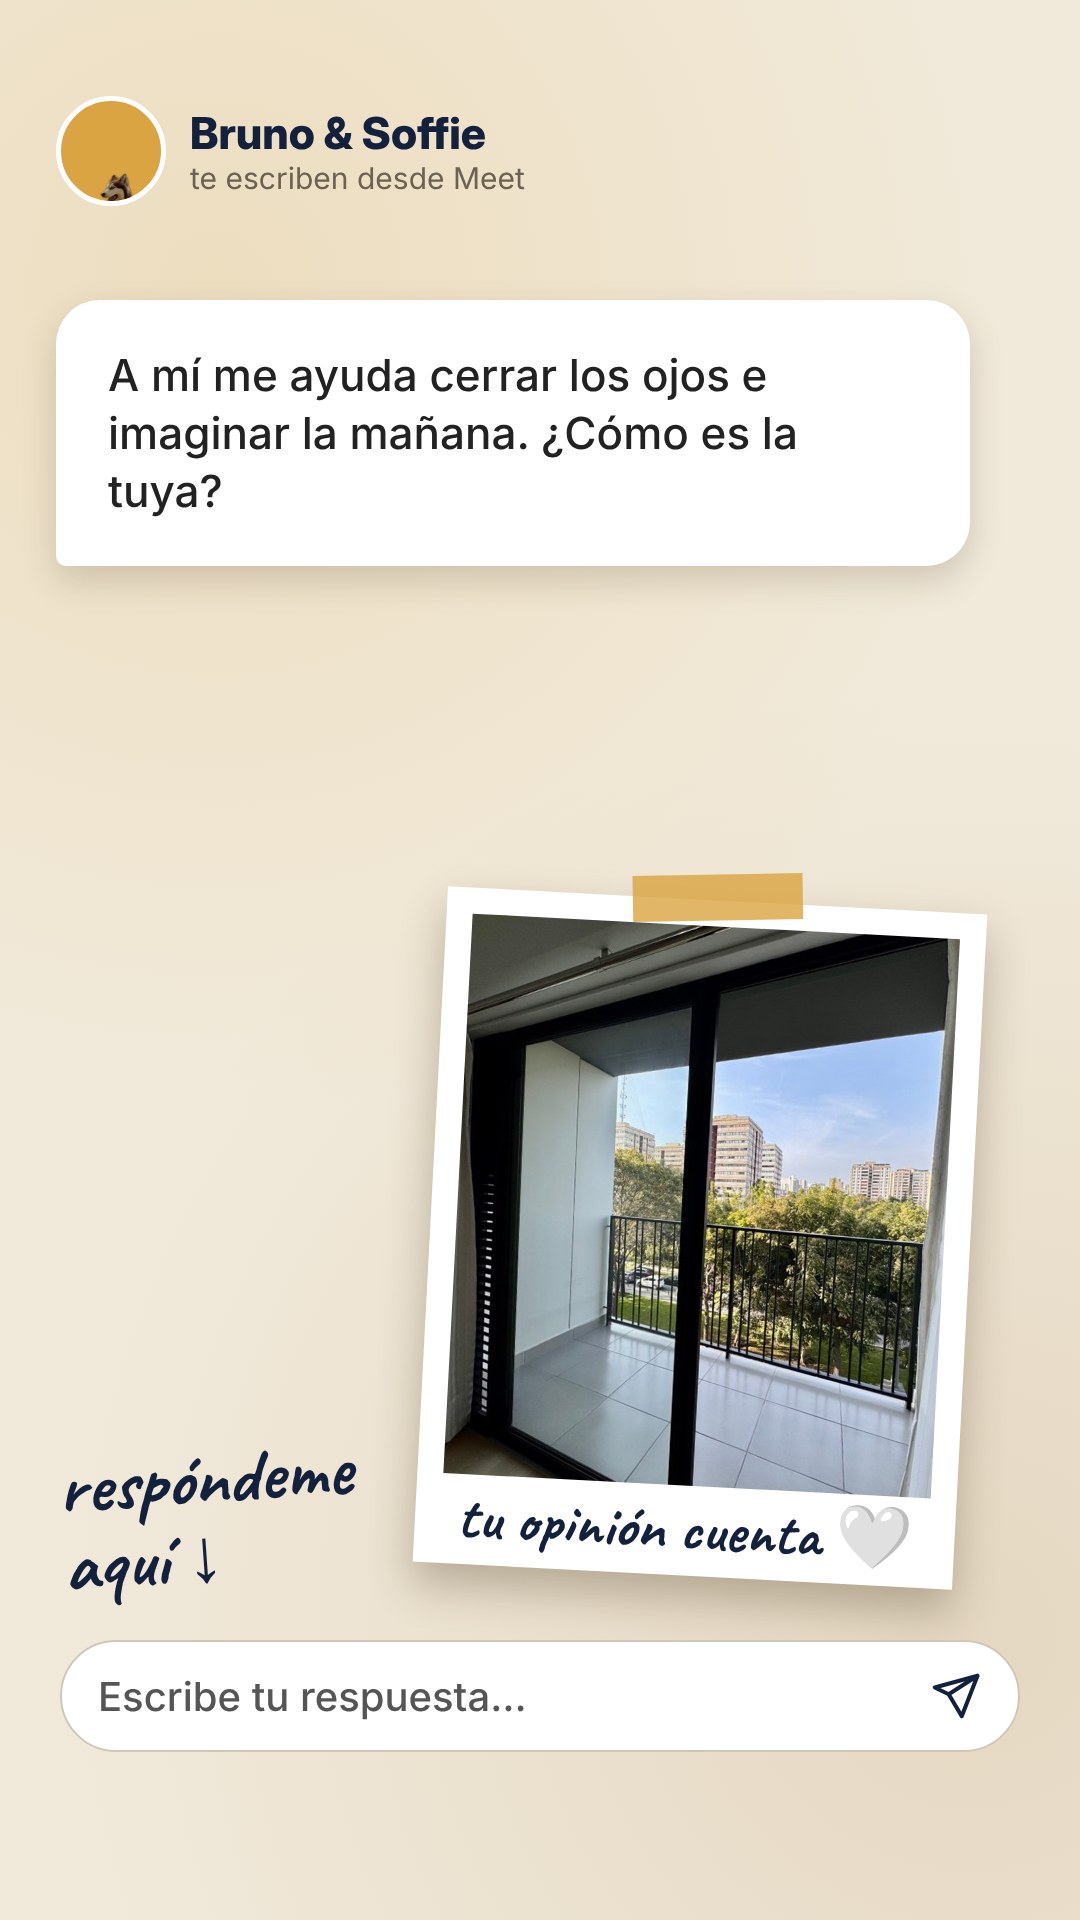 Bruno & Soffie
te escriben desde Meet
A mí me ayuda cerrar los ojos e
imaginar la mañana. ¿Cómo es la
tuya?
tu opinión cuenta 🤍
respóndeme
aquí ↓
Escribe tu respuesta...